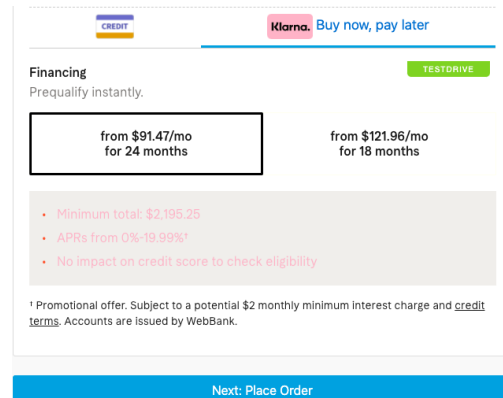 CREDIT
Klarna. Buy now, pay later
Financing
TESTDRIVE
Prequalify instantly.
from $91.47/mo
for 24 months
from $121.96/mo
for 18 months
• Minimum total: $2,195.25
• APRs from 0%-19.99%†
• No impact on credit score to check eligibility
† Promotional offer. Subject to a potential $2 monthly minimum interest charge and credit
terms. Accounts are issued by WebBank.
Next: Place Order